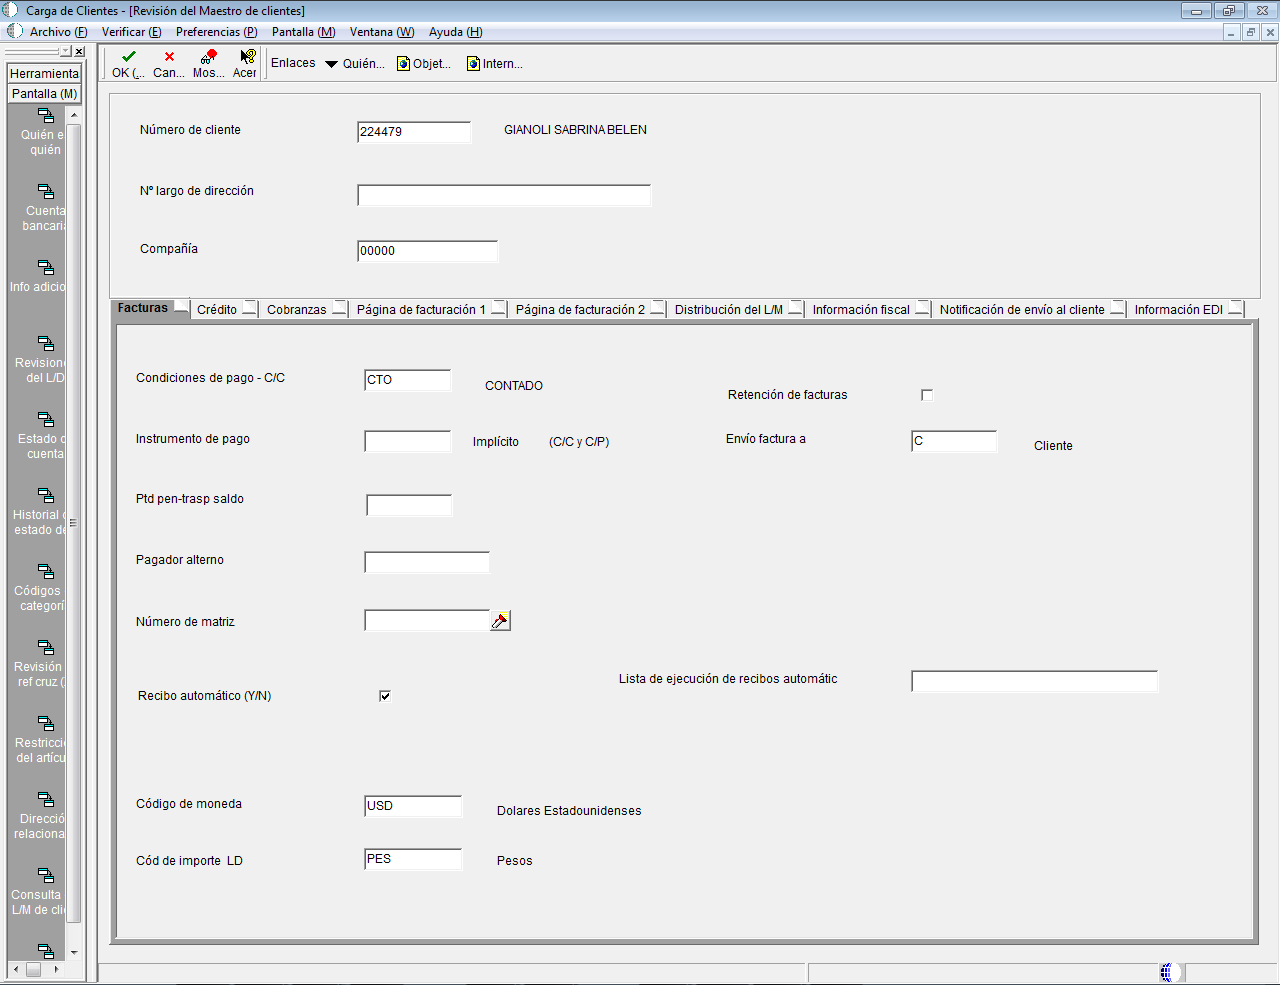 Carga de Clientes - [Revisión del Maestro de clientes]
Archivo (F) Verificar (E) Preferencias (P) Pantalla (M) Ventana (W) Ayuda (H)
OK (... Can... Mos... Acer Enlaces Quién... Objet... Intern...
Herramienta
Pantalla (M)
Quién e
quién
Cuenta
bancaria
Info adicio
Revisione
del L/D
Estado d
cuenta
Historial d
estado de
Códigos
categorí
Revisión
ref cruz (
Restricci
del artícu
Direcció
relaciona
Consulta
L/M de clie
Número de cliente 224479 GIANOLI SABRINA BELEN
Nº largo de dirección
Compañía 00000
Facturas Crédito Cobranzas Página de facturación 1 Página de facturación 2 Distribución del L/M Información fiscal Notificación de envío al cliente Información EDI
Condiciones de pago - C/C CTO CONTADO
Retención de facturas
Instrumento de pago Implícito (C/C y C/P) Envío factura a C Cliente
Ptd pen-trasp saldo
Pagador alterno
Número de matriz
Lista de ejecución de recibos automátic
Recibo automático (Y/N)
Código de moneda USD Dolares Estadounidenses
Cód de importe LD PES Pesos